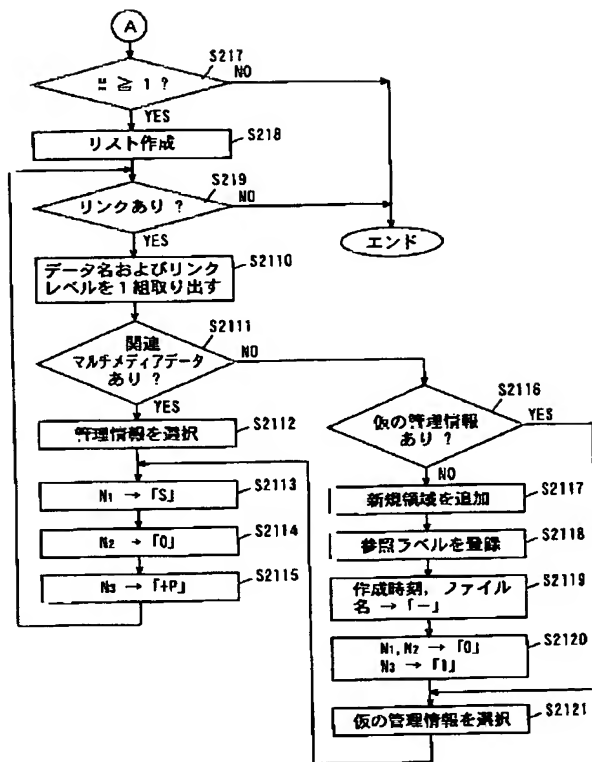 A
S217
≧ 1 ?
NO
YES
リスト作成
S218
S219
リンクあり ?
NO
YES
エンド
データ名およびリンク
レベルを1組取り出す
S2110
S2111
関連
マルチメディアデータ
あり ?
NO
YES
管理情報を選択
S2112
N1 → 「S」
S2113
N2 → 「0」
S2114
N3 → 「+P」
S2115
S2116
仮の管理情報
あり ?
YES
NO
新規領域を追加
S2117
参照ラベルを登録
S2118
作成時刻, ファイル
名 → 「−」
S2119
N1, N2 → 「0」
N3 →
S2120
仮の管理情報を選択
S2121